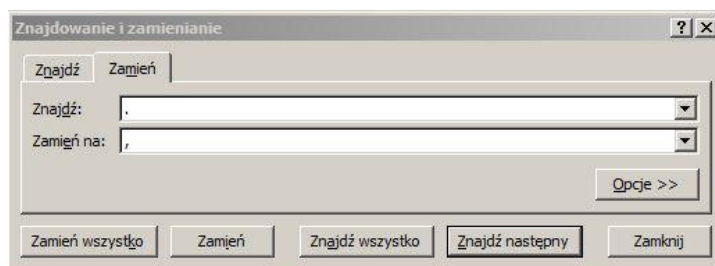 Znajdowanie i zamienianie ? X
Znajdź Zamień
Znajdź: .
Zamień na: ,
Opcje >>
Zamień wszystko Zamień Znajdź wszystko Znajdź następny Zamknij